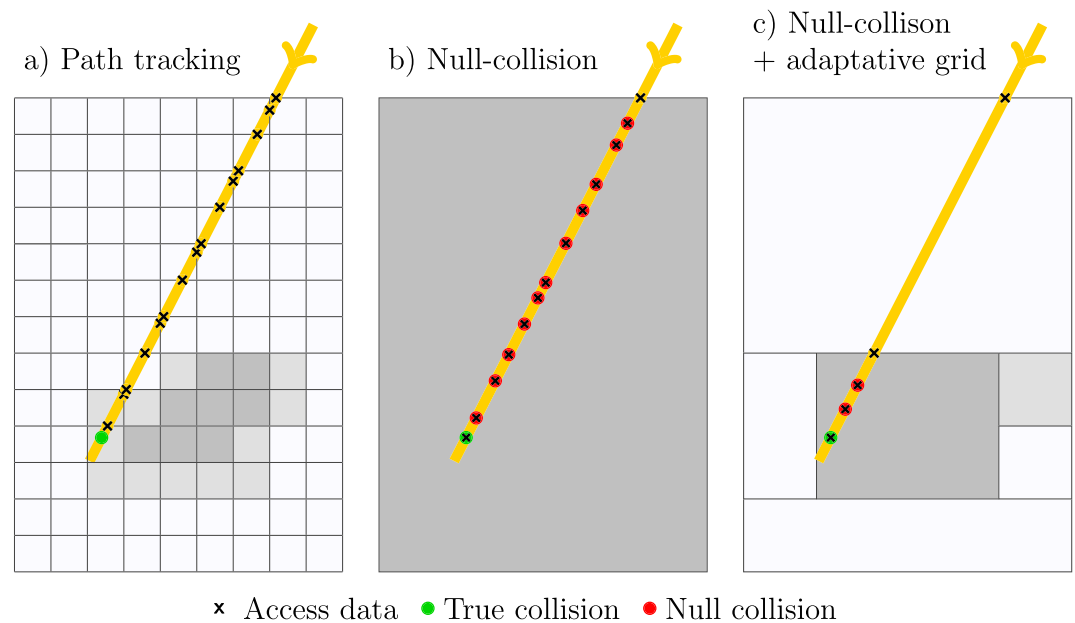 a) Path tracking
b) Null-collision
c) Null-collison
+ adaptative grid
x Access data
True collision
Null collision